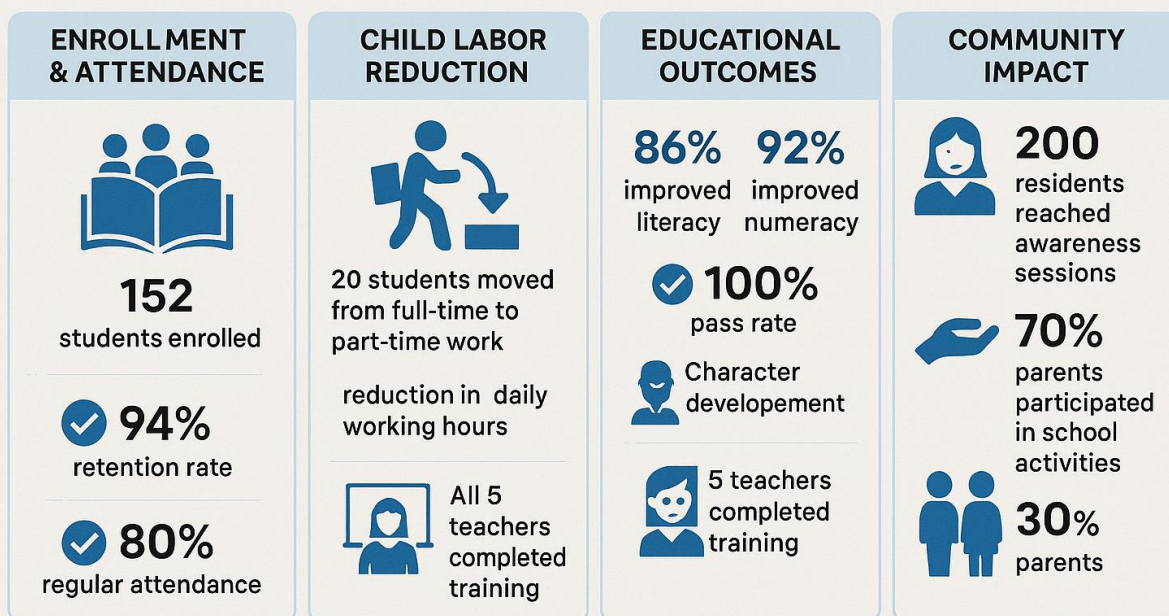 ENROLLMENT
& ATTENDANCE
152
students enrolled
94%
retention rate
80%
regular attendance
CHILD LABOR
REDUCTION
20 students moved
from full-time to
part-time work
reduction in daily
working hours
All 5
teachers
completed
training
EDUCATIONAL
OUTCOMES
86% 92%
improved improved
literacy numeracy
100%
pass rate
Character
developement
5 teachers
completed
training
COMMUNITY
IMPACT
200
residents
reached
awareness
sessions
70%
parents
participated
in school
activities
30%
parents